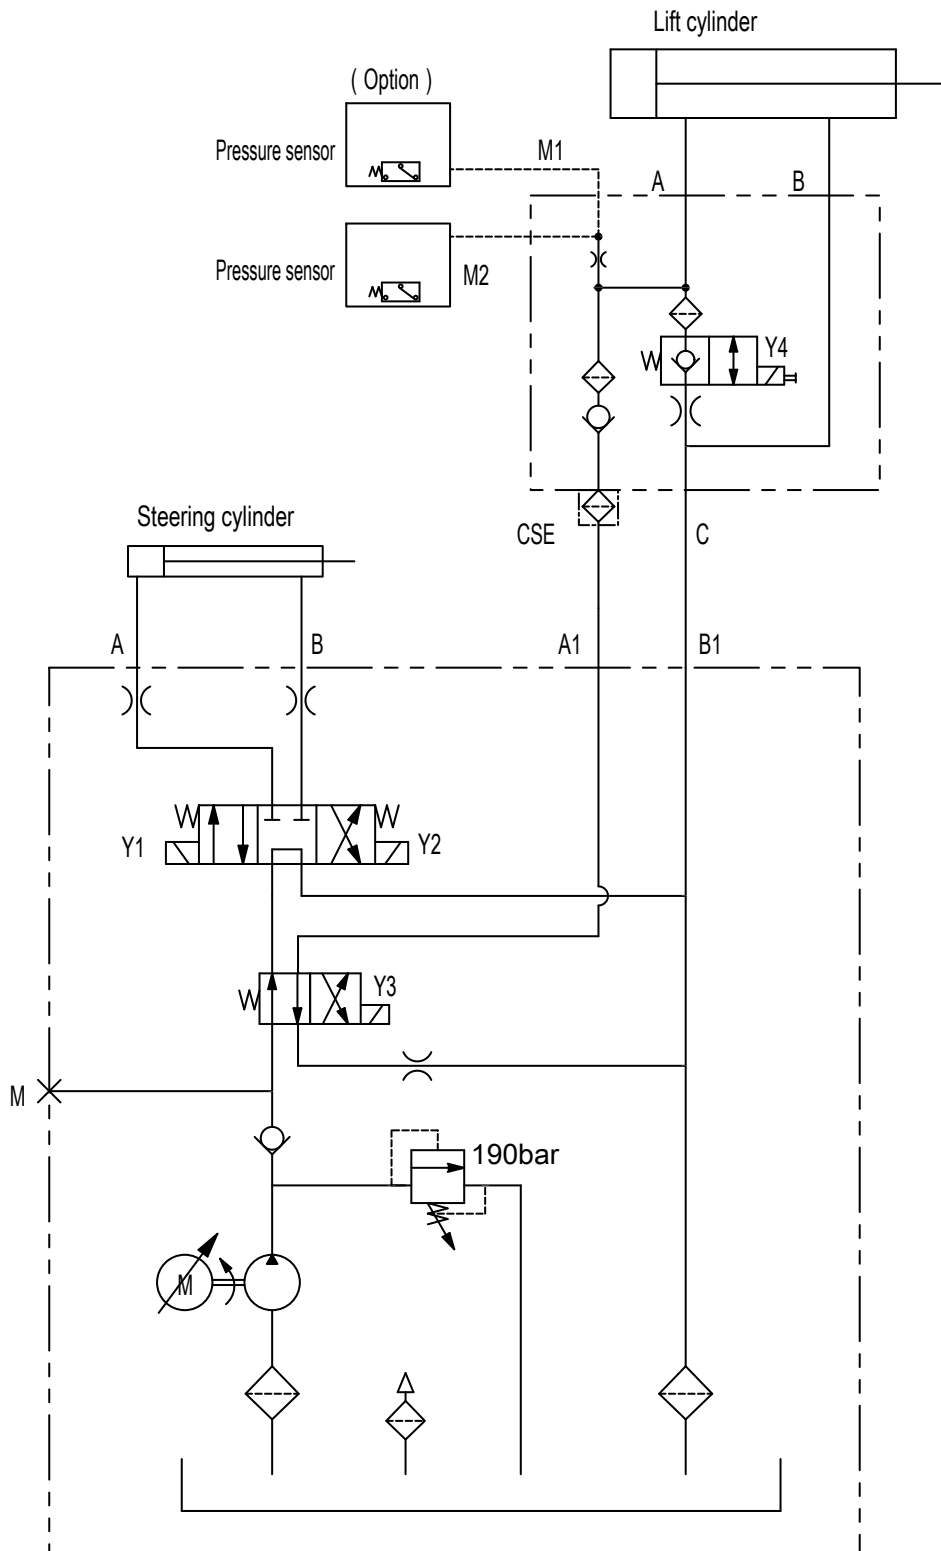 Lift cylinder
( Option )
Pressure sensor
M1
A
B
Pressure sensor
M2
Y4
Steering cylinder
CSE
C
A
B
A1
B1
Y1
Y2
Y3
M
190bar
M